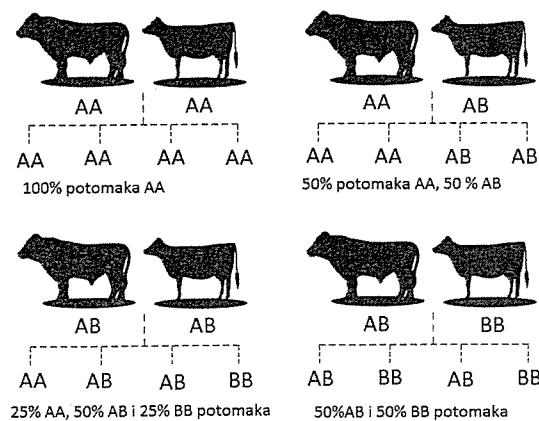 AA AA
AA AA AA AA
100% potomaka AA
AA AB
AA AA AB AB
50% potomaka AA, 50 % AB
AB AB
AA AB AB BB
25% AA, 50% AB i 25% BB potomaka
AB BB
AB BB AB BB
50%AB i 50% BB potomaka